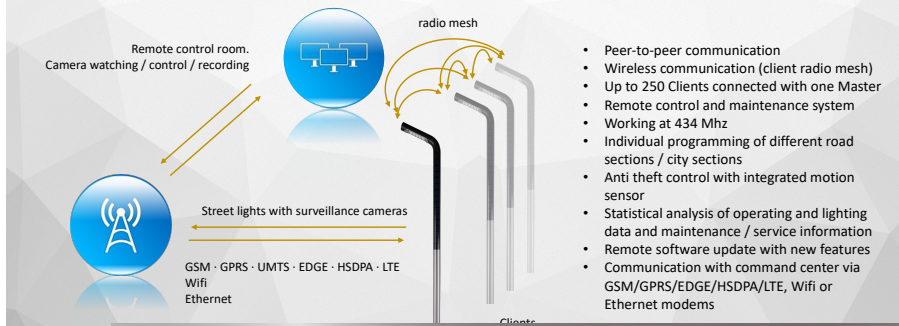 radio mesh
Remote control room.
Camera watching / control / recording
Street lights with surveillance cameras
GSM · GPRS · UMTS · EDGE · HSDPA · LTE
Wifi
Ethernet
Clients
• Peer-to-peer communication
• Wireless communication (client radio mesh)
• Up to 250 Clients connected with one Master
• Remote control and maintenance system
• Working at 434 Mhz
• Individual programming of different road
sections / city sections
• Anti theft control with integrated motion
sensor
• Statistical analysis of operating and lighting
data and maintenance / service information
• Remote software update with new features
• Communication with command center via
GSM/GPRS/EDGE/HSDPA/LTE, Wifi or
Ethernet modems